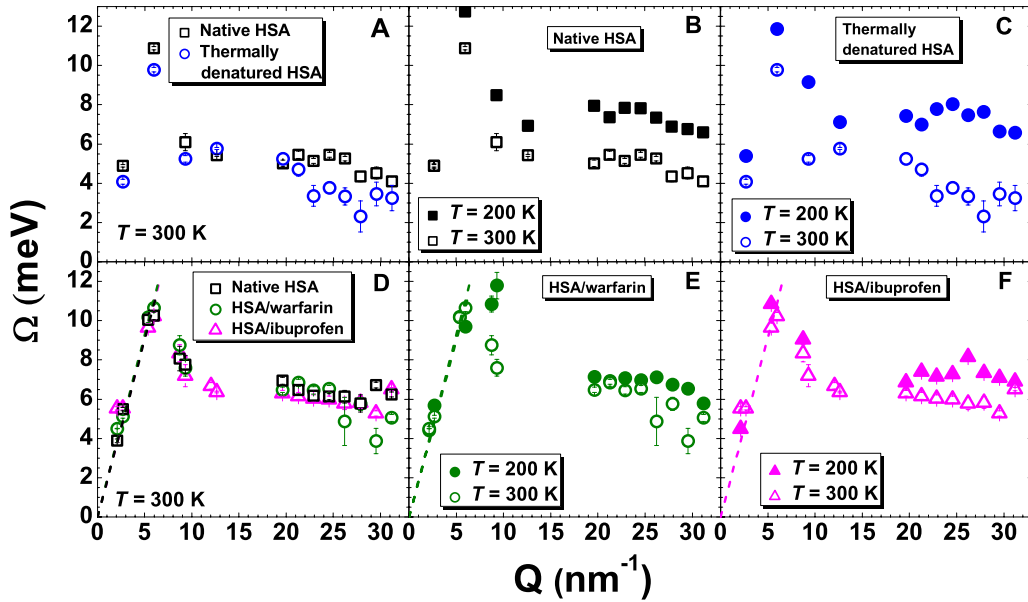 A
Native HSA
Thermally
denatured HSA
T = 300 K
12
10
8
6
4
2
0
B
Native HSA
T = 200 K
T = 300 K
C
Thermally
denatured HSA
T = 200 K
T = 300 K
Ω (meV)
D
Native HSA
HSA/warfarin
HSA/ibuprofen
T = 300 K
12
10
8
6
4
2
0
E
HSA/warfarin
T = 200 K
T = 300 K
F
HSA/ibuprofen
T = 200 K
T = 300 K
0 5 10 15 20 25 30 0 5 10 15 20 25 30 0 5 10 15 20 25 30
Q (nm⁻¹)